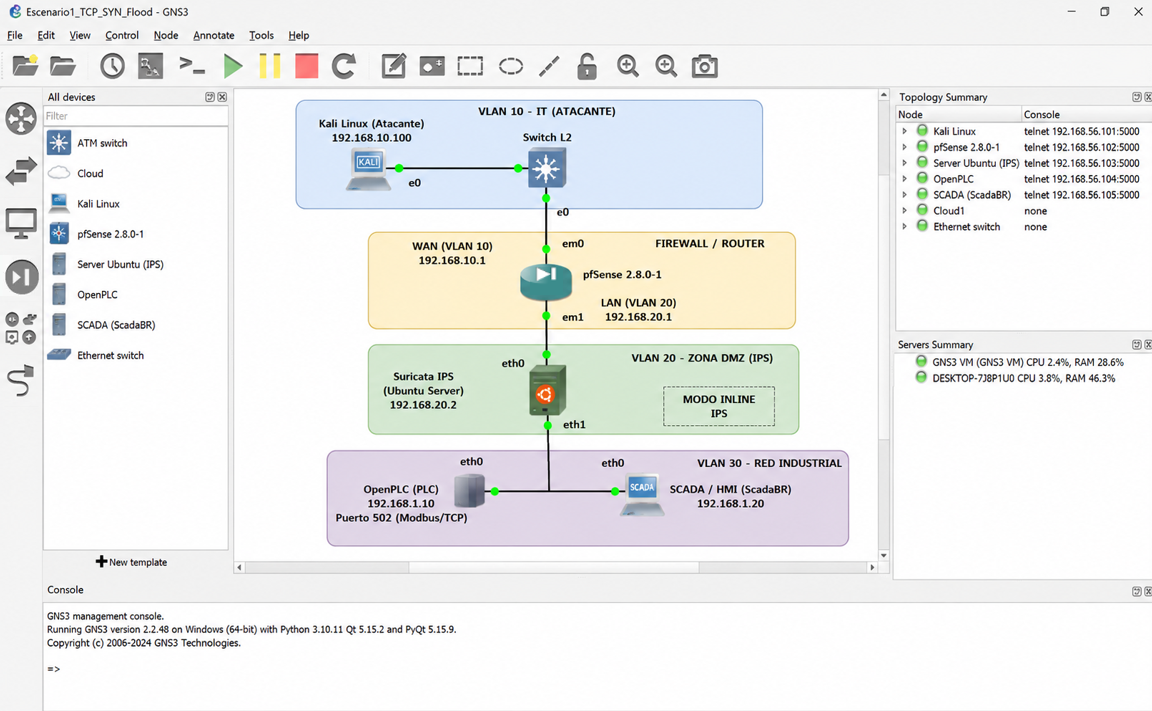 Escenario1_TCP_SYN_Flood - GNS3
File Edit View Control Node Annotate Tools Help
All devices
Filter
ATM switch
Cloud
Kali Linux
pfSense 2.8.0-1
Server Ubuntu (IPS)
OpenPLC
SCADA (ScadaBR)
Ethernet switch
New template
VLAN 10 - IT (ATACANTE)
Kali Linux (Atacante)
192.168.10.100
KALI
e0
Switch L2
e0
WAN (VLAN 10)
192.168.10.1
em0
FIREWALL / ROUTER
pfSense 2.8.0-1
LAN (VLAN 20)
192.168.20.1
em1
eth0
VLAN 20 - ZONA DMZ (IPS)
Suricata IPS
(Ubuntu Server)
192.168.20.2
MODO INLINE
IPS
eth1
eth0
eth0
VLAN 30 - RED INDUSTRIAL
OpenPLC (PLC)
192.168.1.10
Puerto 502 (Modbus/TCP)
SCADA
SCADA / HMI (ScadaBR)
192.168.1.20
Topology Summary
Node Console
Kali Linux telnet 192.168.56.101:5000
pfSense 2.8.0-1 telnet 192.168.56.102:5000
Server Ubuntu (IPS) telnet 192.168.56.103:5000
OpenPLC telnet 192.168.56.104:5000
SCADA (ScadaBR) telnet 192.168.56.105:5000
Cloud1 none
Ethernet switch none
Servers Summary
GNS3 VM (GNS3 VM) CPU 2.4%, RAM 28.6%
DESKTOP-7J8P1U0 CPU 3.8%, RAM 46.3%
Console
GNS3 management console.
Running GNS3 version 2.2.48 on Windows (64-bit) with Python 3.10.11 Qt 5.15.2 and PyQt 5.15.9.
Copyright (c) 2006-2024 GNS3 Technologies.
=>